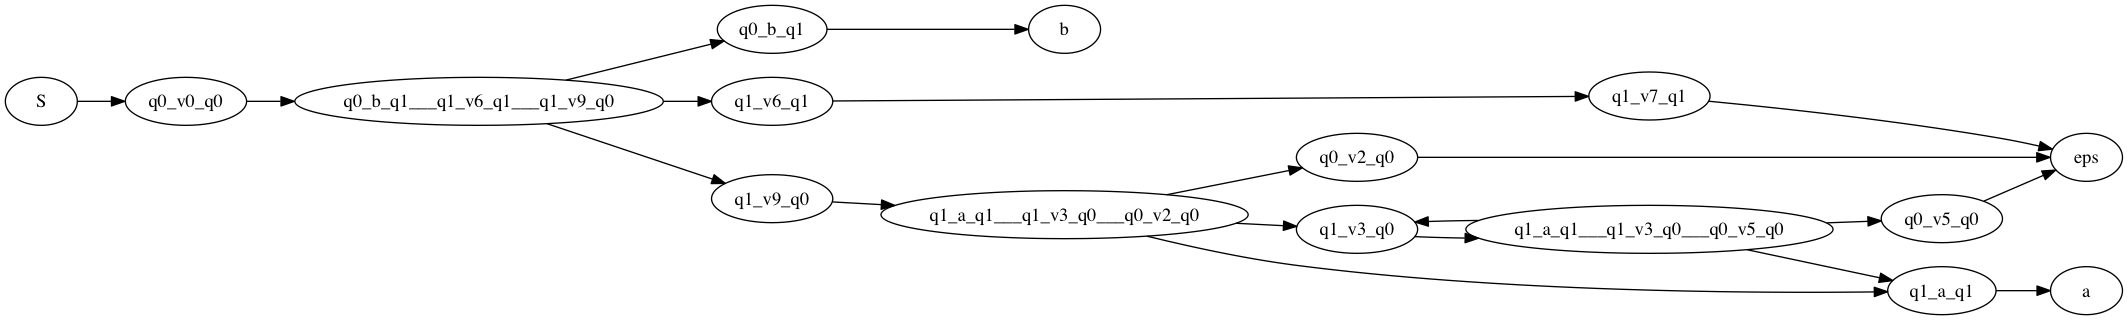 S
q0_v0_q0
q0_b_q1___q1_v6_q1___q1_v9_q0
q0_b_q1
b
q1_v6_q1
q1_v7_q1
q1_v9_q0
q1_a_q1___q1_v3_q0___q0_v2_q0
q0_v2_q0
q1_v3_q0
q1_a_q1___q1_v3_q0___q0_v5_q0
q0_v5_q0
eps
q1_a_q1
a